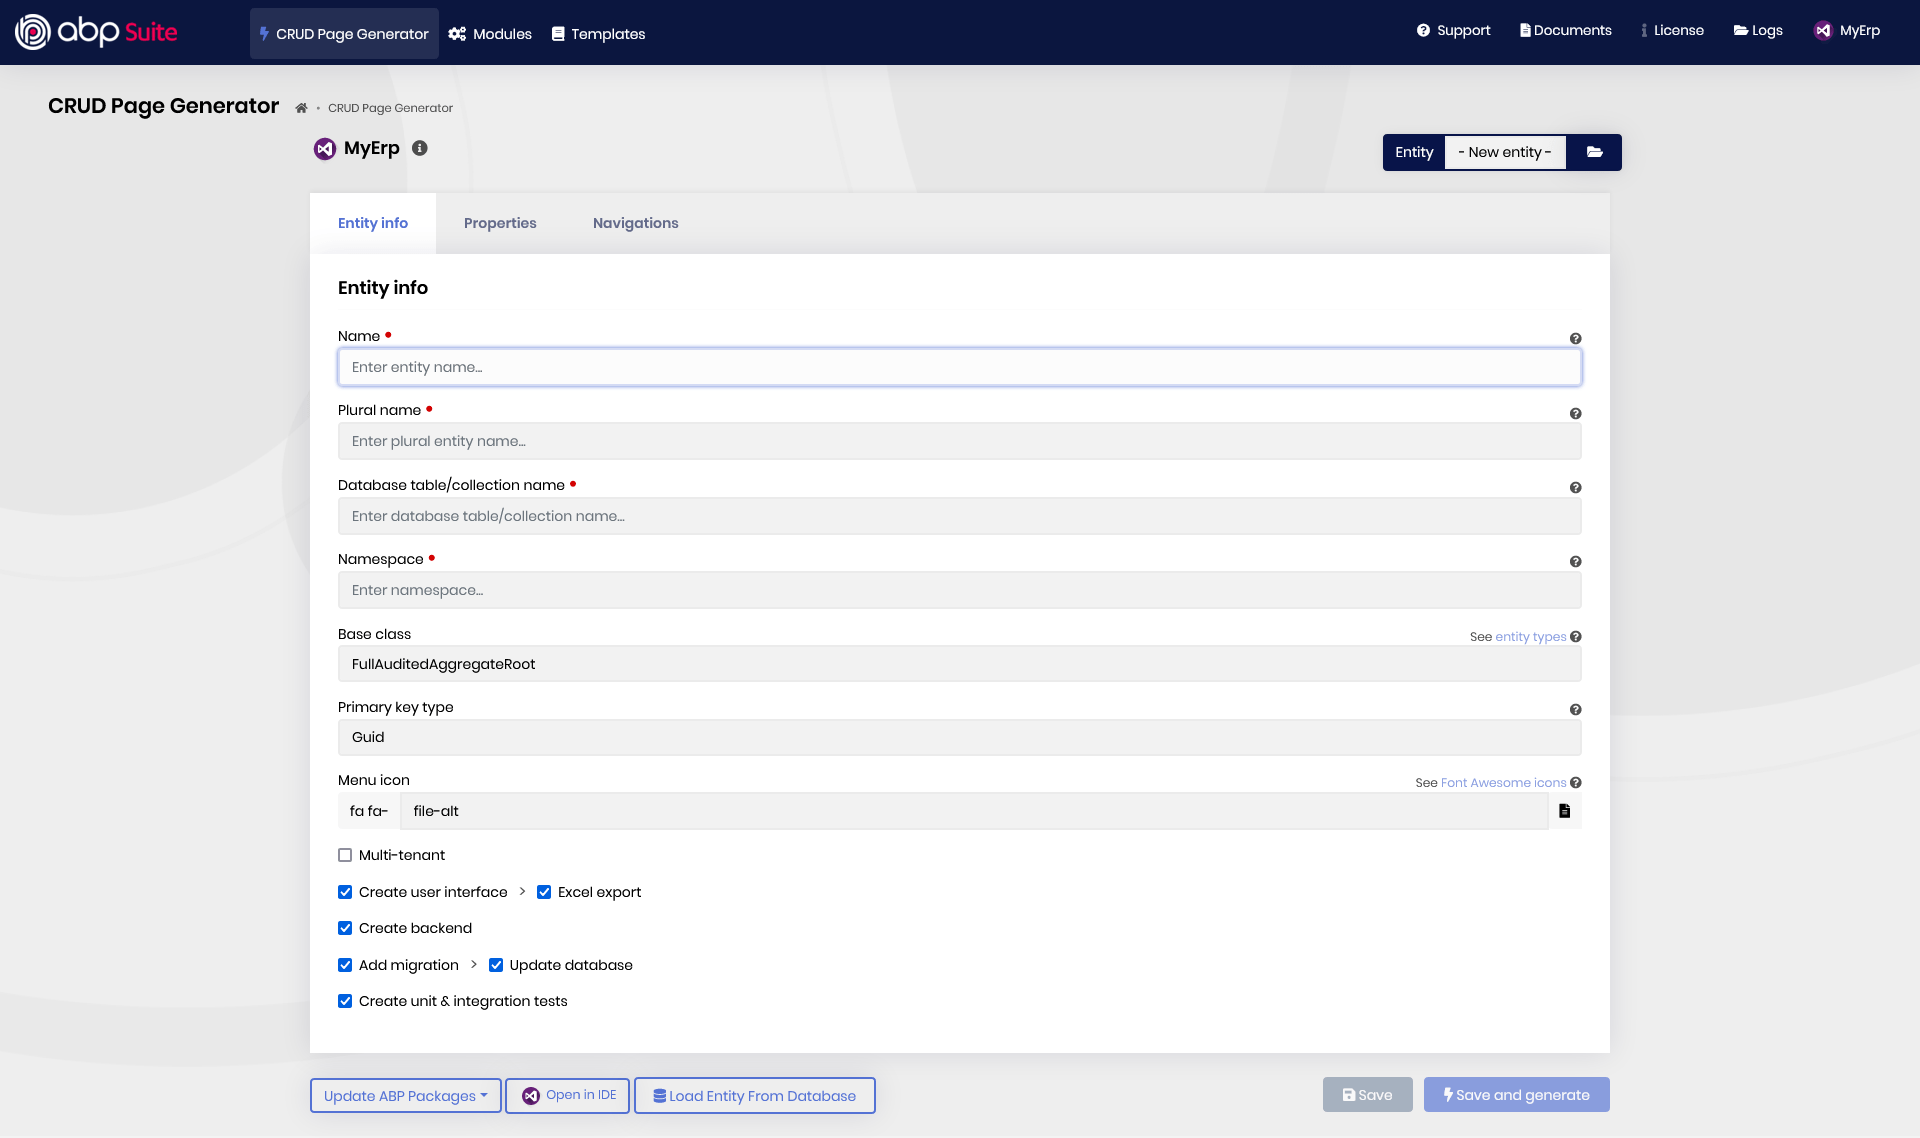 abp Suite
CRUD Page Generator
Modules
Templates
Support
Documents
License
Logs
MyErp
CRUD Page Generator
CRUD Page Generator
MyErp
Entity
- New entity -
Entity info
Properties
Navigations
Entity info
Name
Enter entity name...
Plural name
Enter plural entity name...
Database table/collection name
Enter database table/collection name...
Namespace
Enter namespace...
Base class
See entity types
FullAuditedAggregateRoot
Primary key type
Guid
Menu icon
See Font Awesome icons
fa fa-
file-alt
Multi-tenant
Create user interface > Excel export
Create backend
Add migration > Update database
Create unit & integration tests
Update ABP Packages
Open in IDE
Load Entity From Database
Save
Save and generate